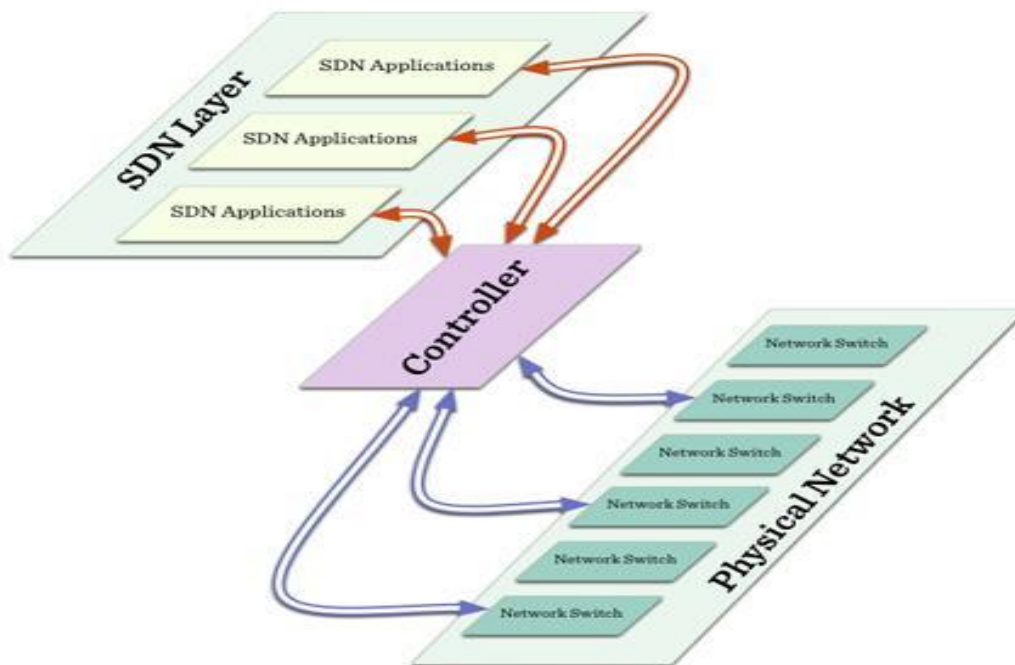 SDN Layer
SDN Applications
SDN Applications
SDN Applications
Controller
Network Switch
Network Switch
Network Switch
Network Switch
Network Switch
Network Switch
Physical Network